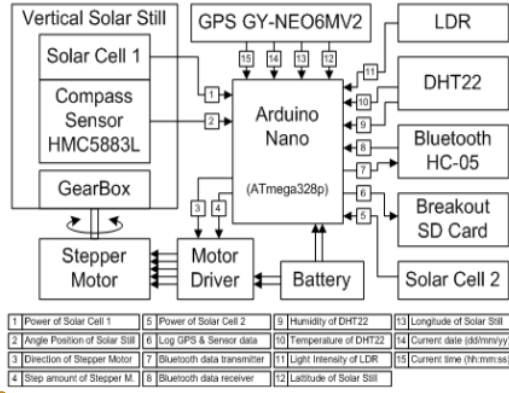 Vertical Solar Still
GPS GY-NEO6MV2
LDR
Solar Cell 1
15
14
13
12
11
DHT22
Compass
Sensor
HMC5883L
1
2
Arduino
Nano
(ATmega328p)
10
9
8
7
6
5
Bluetooth
HC-05
GearBox
3
4
Breakout
SD Card
Stepper
Motor
Motor
Driver
Battery
Solar Cell 2
1 Power of Solar Cell 1
5 Power of Solar Cell 2
9 Humidity of DHT22
13 Longitude of Solar Still
2 Angle Position of Solar Still
6 Log GPS & Sensor data
10 Temperature of DHT22
14 Current date (dd/mm/yy)
3 Direction of Stepper Motor
7 Bluetooth data transmitter
11 Light Intensity of LDR
15 Current time (hh:mm:ss)
4 Step amount of Stepper M.
8 Bluetooth data receiver
12 Lattitude of Solar Still